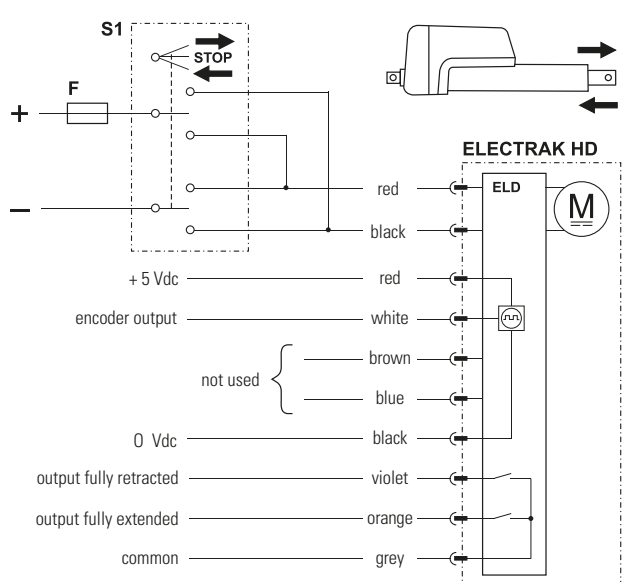 S1
STOP
F
+
–
ELECTRAK HD
ELD
M
red
black
+ 5 Vdc red
encoder output white
not used
brown
blue
0 Vdc black
output fully retracted violet
output fully extended orange
common grey